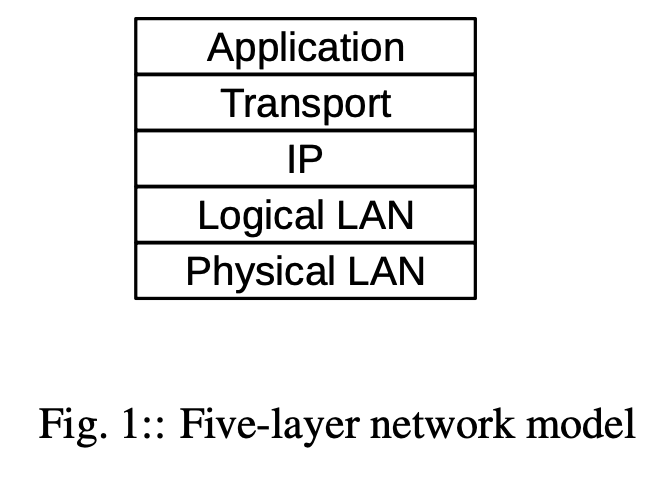 Application
Transport
IP
Logical LAN
Physical LAN
Fig. 1:: Five-layer network model